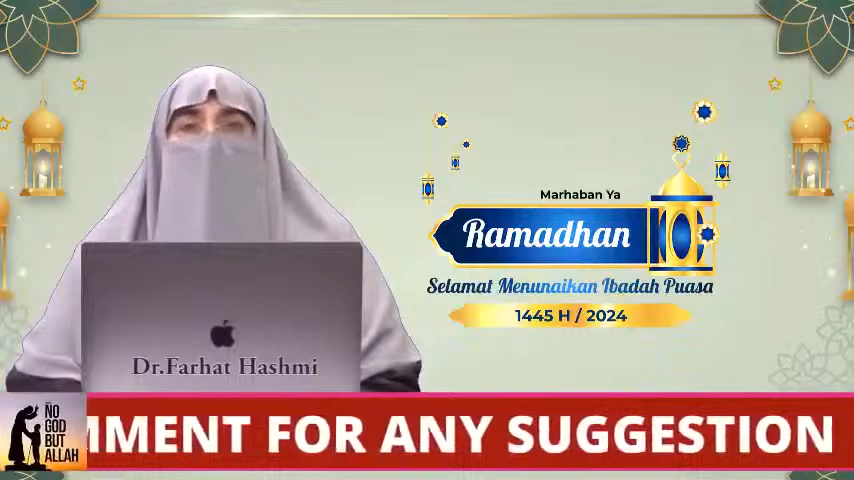 Marhaban Ya
Ramadhan
Selamat Menunaikan Ibadah Puasa
1445 H / 2024
Dr.Farhat Hashmi
NO
GOD
BUT
ALLAH
MMENT FOR ANY SUGGESTION